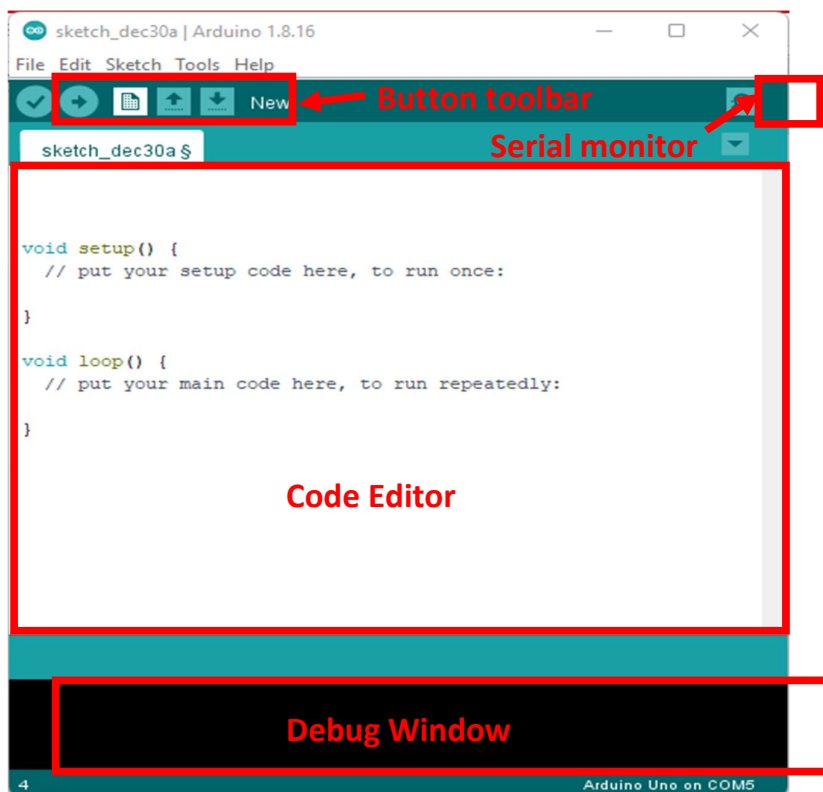 sketch_dec30a | Arduino 1.8.16
File Edit Sketch Tools Help
New Button toolbar
Serial monitor
sketch_dec30a §
void setup() {
  // put your setup code here, to run once:
}
void loop() {
  // put your main code here, to run repeatedly:
}
Code Editor
Debug Window
4 Arduino Uno on COM5